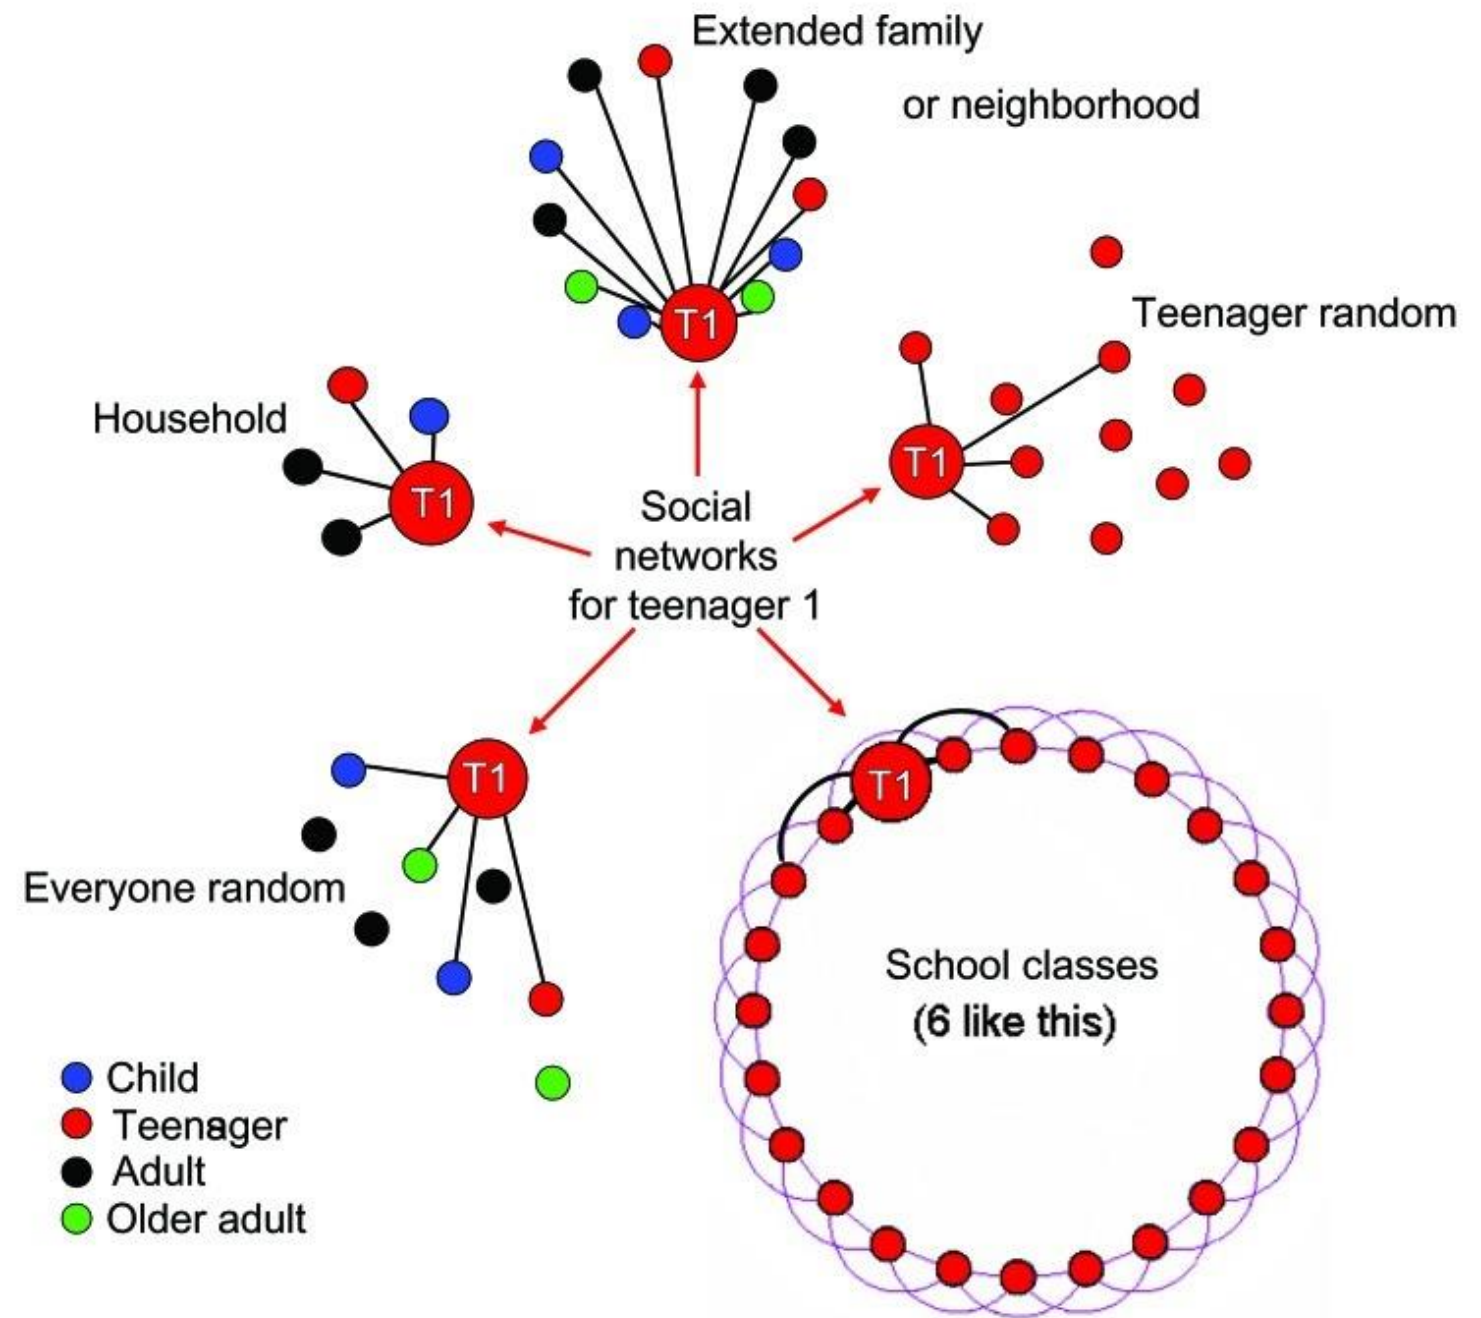 Extended family
or neighborhood
Teenager random
T1
Household
T1
T1
Social
networks
for teenager 1
T1
T1
Everyone random
School classes
(6 like this)
Child
Teenager
Adult
Older adult